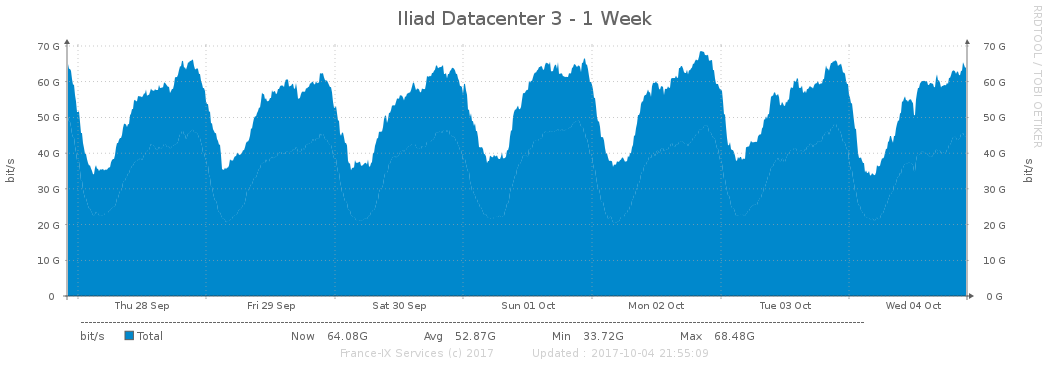 Iliad Datacenter 3 - 1 Week
RRDTOOL / TOBI OETIKER
70 G 70 G
60 G 60 G
50 G 50 G
40 G 40 G
30 G 30 G
20 G 20 G
10 G 10 G
0 0 G
bit/s bit/s
Thu 28 Sep Fri 29 Sep Sat 30 Sep Sun 01 Oct Mon 02 Oct Tue 03 Oct Wed 04 Oct
bit/s Total Now 64.08G Avg 52.87G Min 33.72G Max 68.48G
France-IX Services (c) 2017 Updated : 2017-10-04 21:55:09